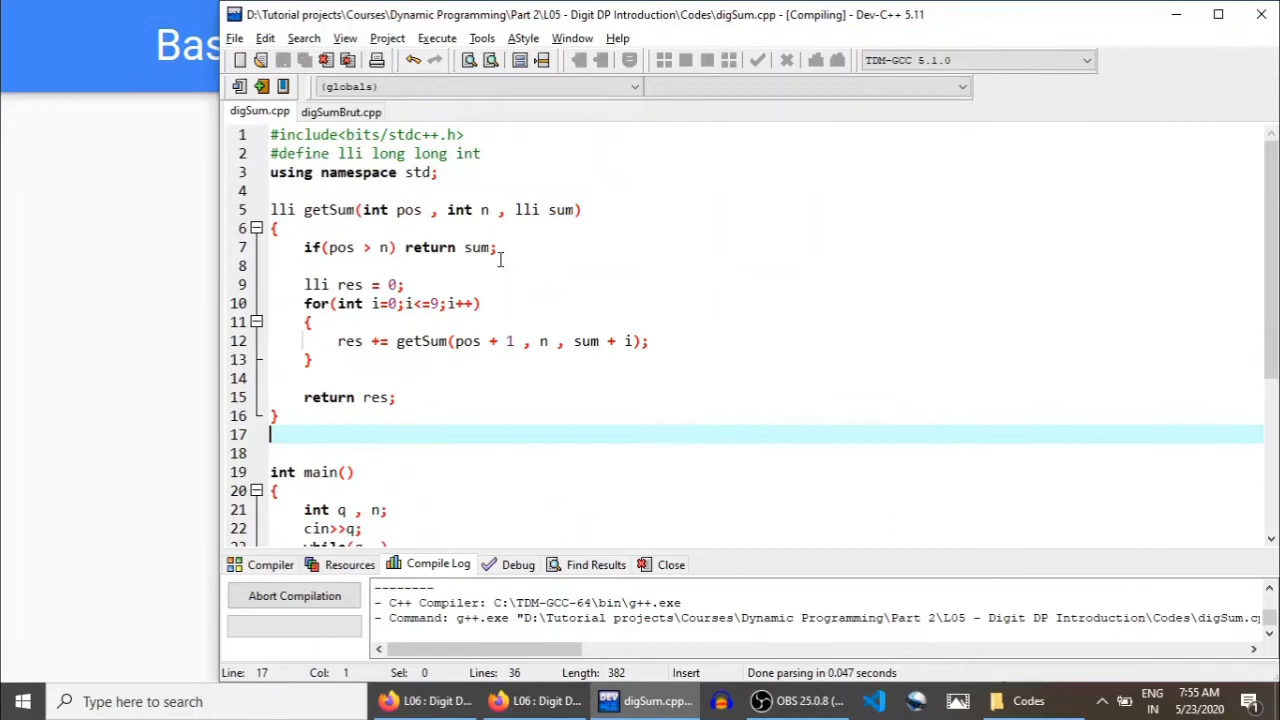 Bas
D:\Tutorial projects\Courses\Dynamic Programming\Part 2\L05 - Digit DP Introduction\Codes\digSum.cpp - [Compiling] - Dev-C++ 5.11
File Edit Search View Project Execute Tools AStyle Window Help
TDM-GCC 5.1.0
(globals)
digSum.cpp digSumBrut.cpp
1 #include<bits/stdc++.h>
2 #define lli long long int
3 using namespace std;
4
5 lli getSum(int pos , int n , lli sum)
6 {
7 if(pos > n) return sum;
8
9 lli res = 0;
10 for(int i=0;i<=9;i++)
11 {
12 res += getSum(pos + 1 , n , sum + i);
13 }
14
15 return res;
16 }
17
18
19 int main()
20 {
21 int q , n;
22 cin>>q;
Compiler Resources Compile Log Debug Find Results Close
Abort Compilation
--------
- C++ Compiler: C:\TDM-GCC-64\bin\g++.exe
- Command: g++.exe "D:\Tutorial projects\Courses\Dynamic Programming\Part 2\L05 - Digit DP Introduction\Codes\digSum.cp
Line: 17 Col: 1 Sel: 0 Lines: 36 Length: 382 Insert Done parsing in 0.047 seconds
Type here to search
L06 : Digit D... L06 : Digit D... digSum.cpp... OBS 25.0.8 (... Codes
ENG
IN
7:55 AM
5/23/2020
1